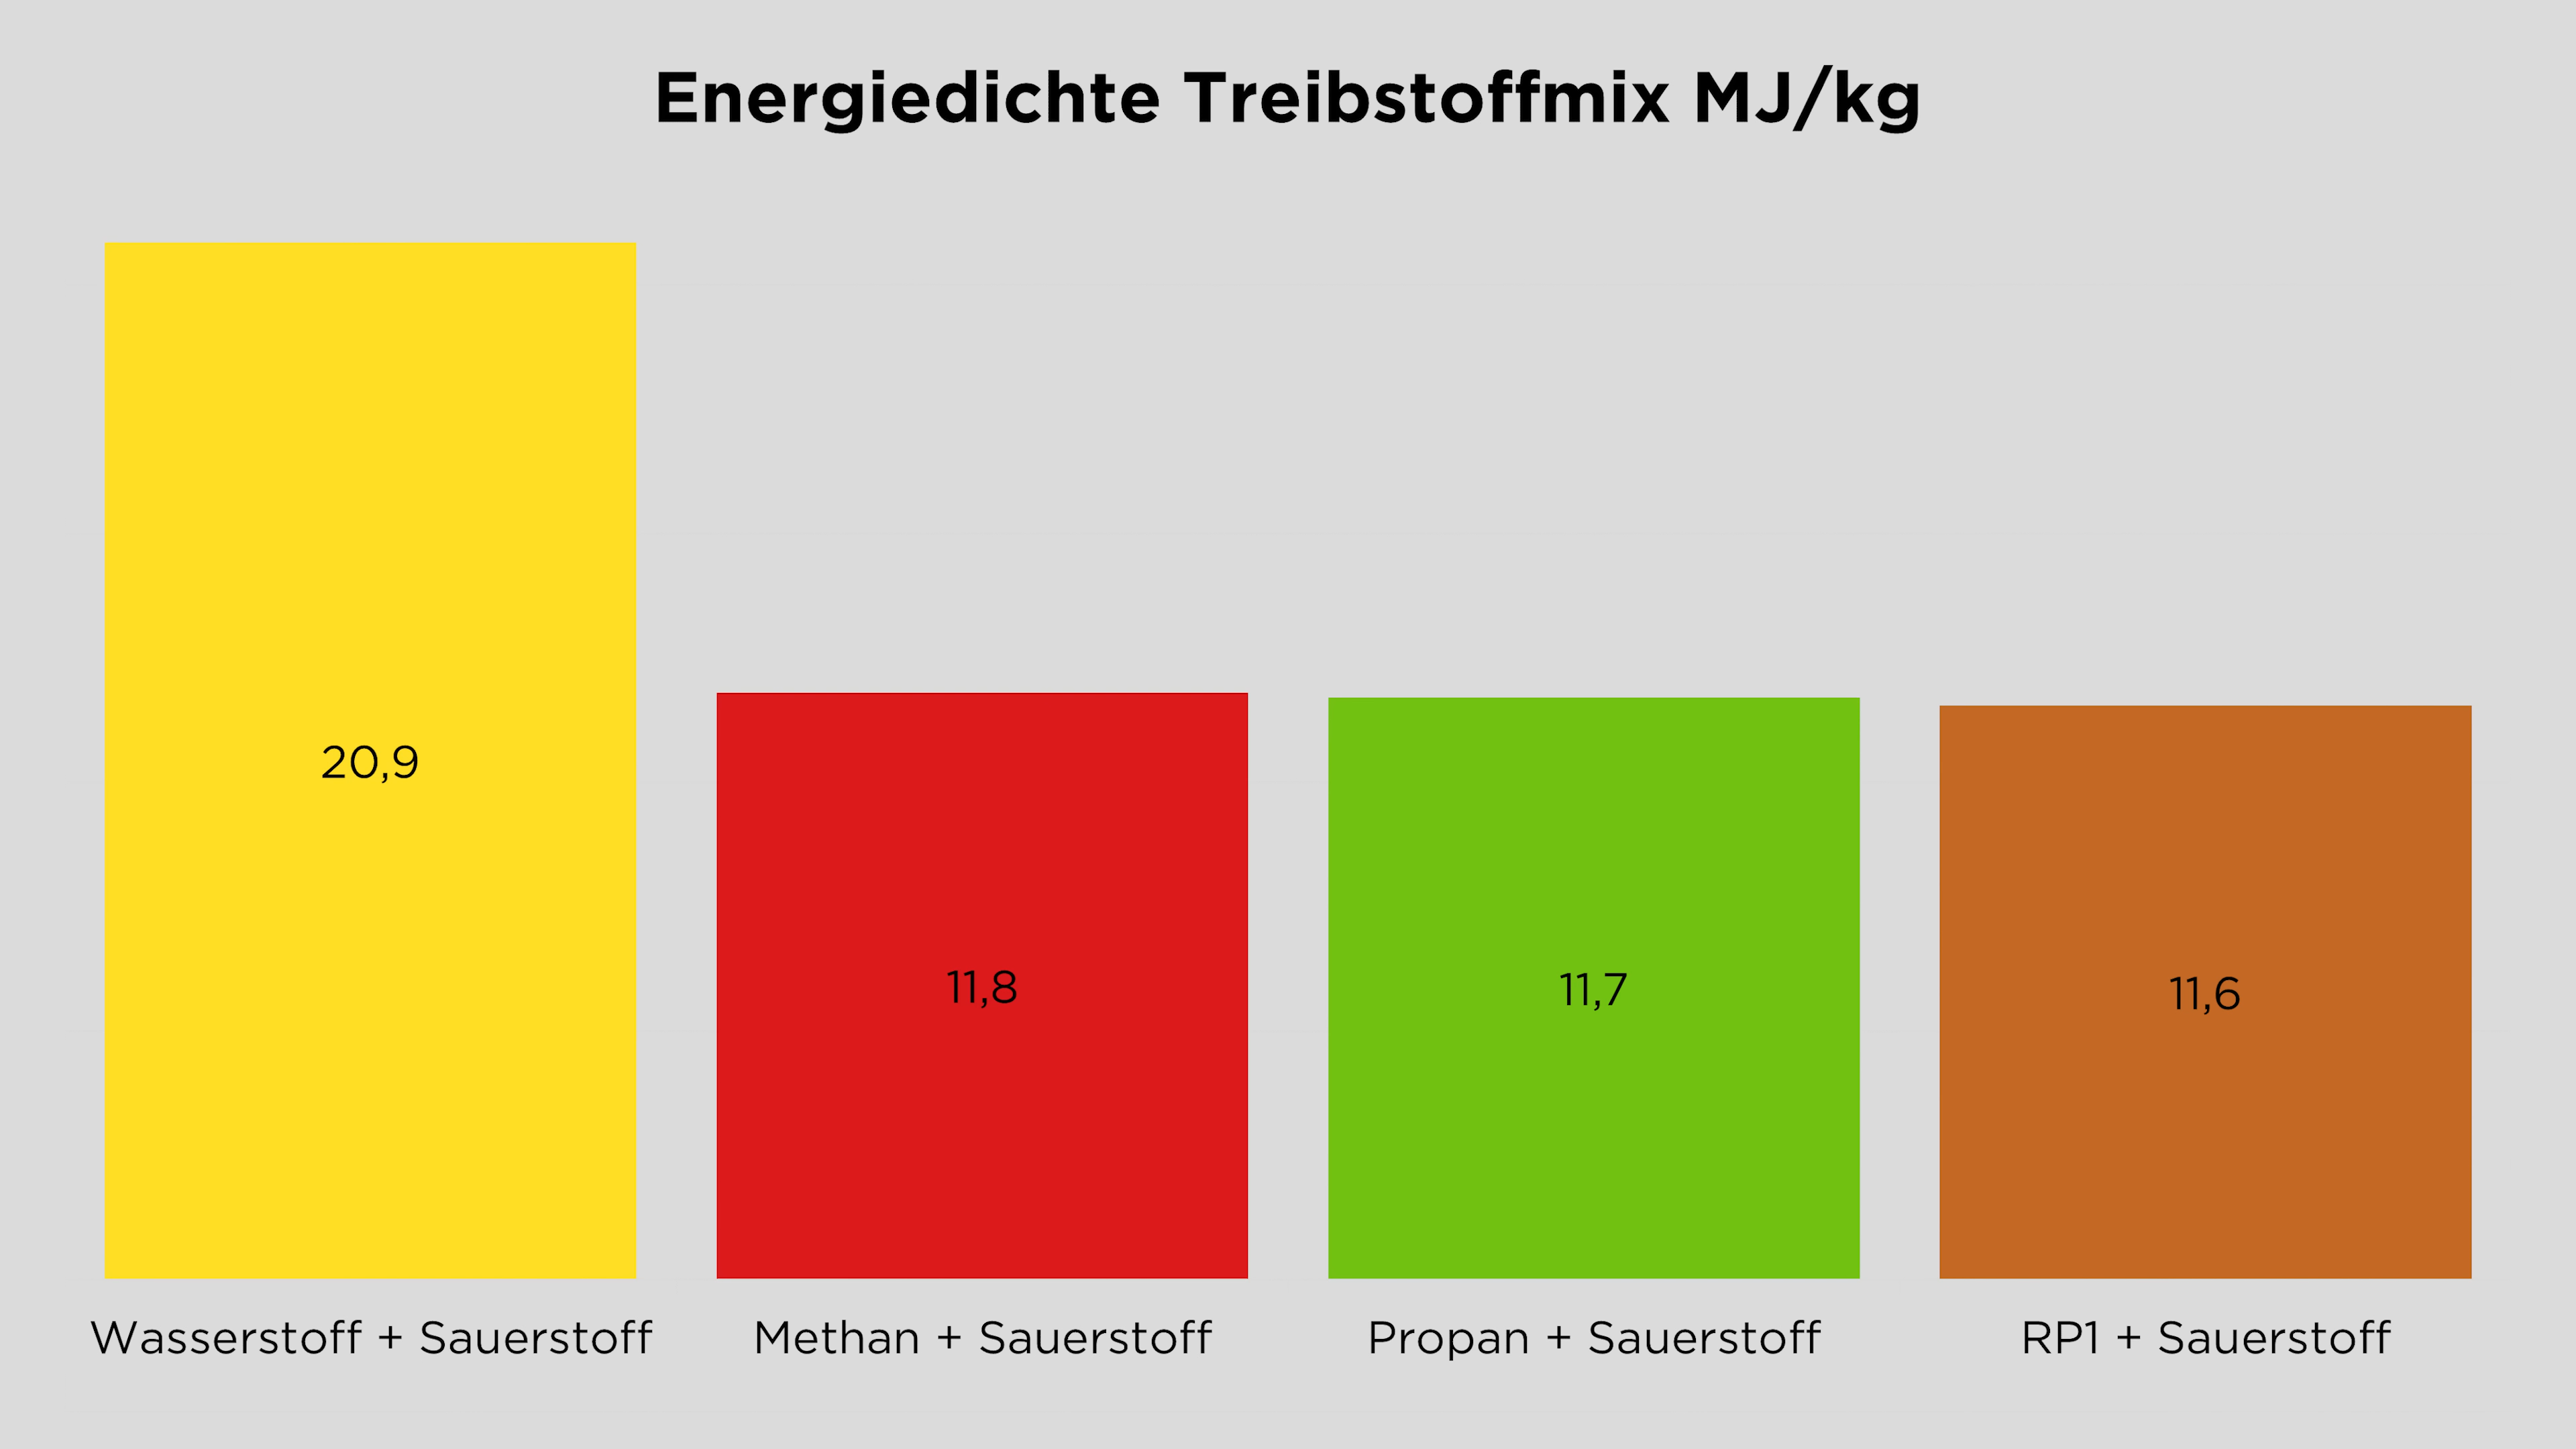 Energiedichte Treibstoffmix MJ/kg
20,9
11,8
11,7
11,6
Wasserstoff + Sauerstoff
Methan + Sauerstoff
Propan + Sauerstoff
RP1 + Sauerstoff